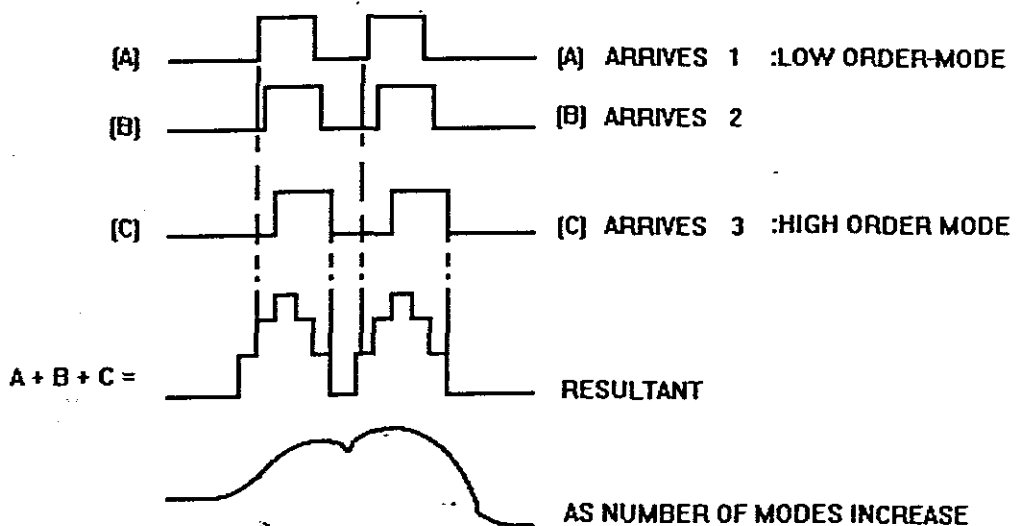 [A] [A] ARRIVES 1 :LOW ORDER-MODE
[B] [B] ARRIVES 2
[C] [C] ARRIVES 3 :HIGH ORDER MODE
A + B + C = RESULTANT
AS NUMBER OF MODES INCREASE